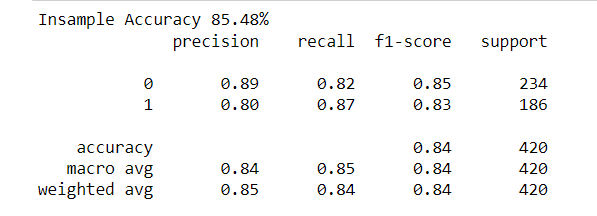 Insample Accuracy 85.48%
precision recall f1-score support
0 0.89 0.82 0.85 234
1 0.80 0.87 0.83 186
accuracy 0.84 420
macro avg 0.84 0.85 0.84 420
weighted avg 0.85 0.84 0.84 420